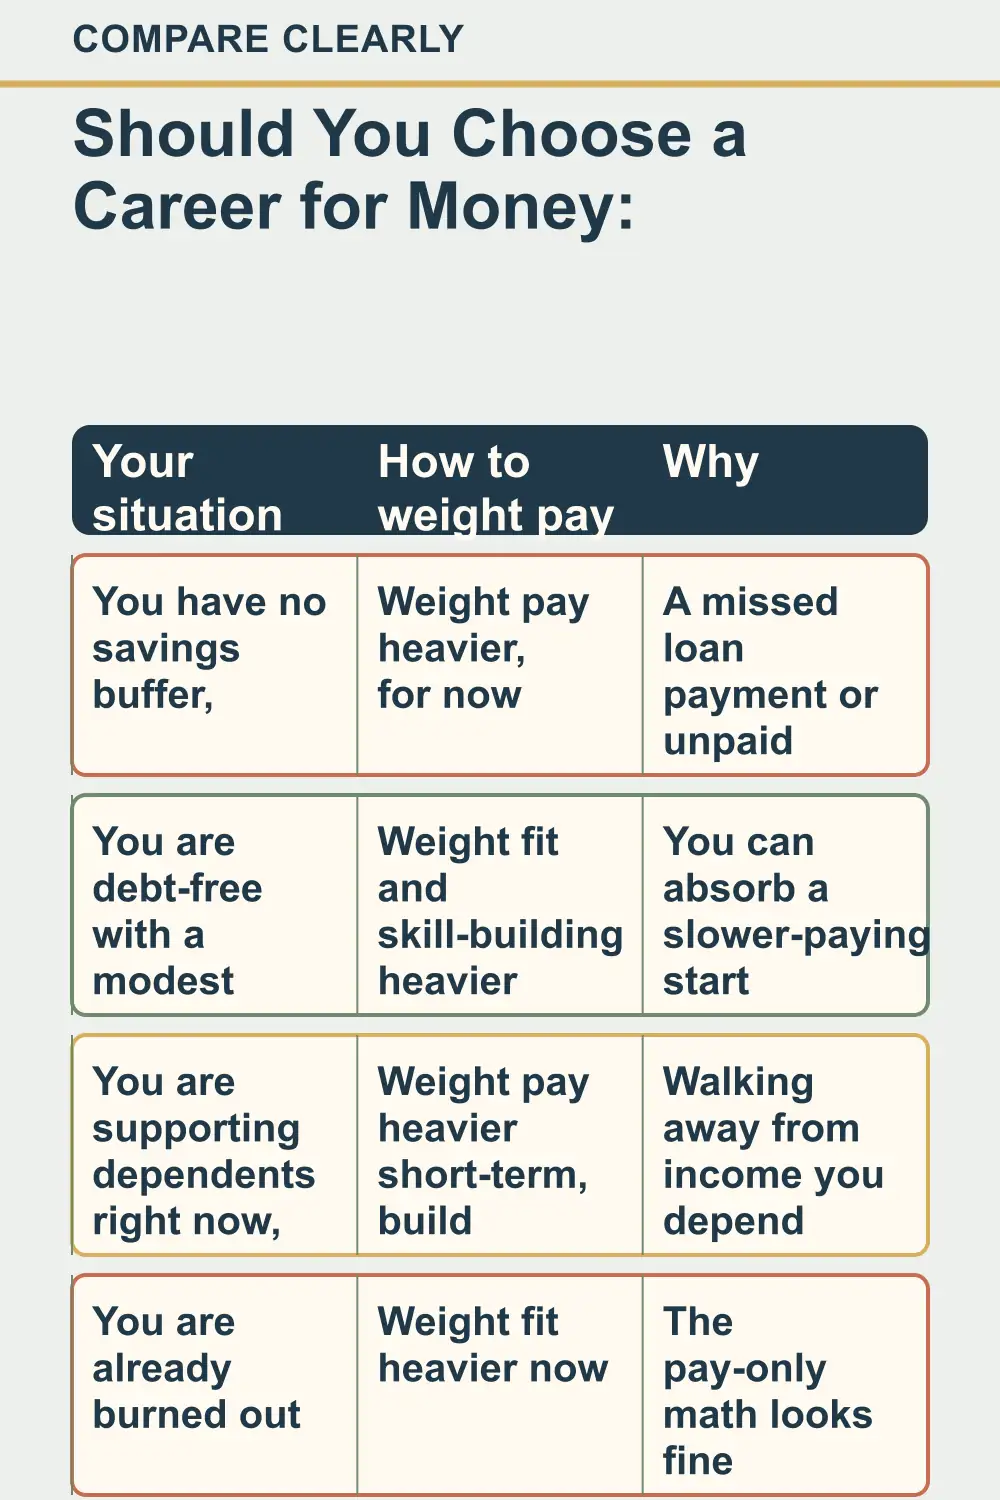 COMPARE CLEARLY
Should You Choose a
Career for Money:
Your
situation
How to
weight pay
Why
You have no
savings
buffer,
Weight pay
heavier,
for now
A missed
loan
payment or
unpaid
You are
debt-free
with a
modest
Weight fit
and
skill-building
heavier
You can
absorb a
slower-paying
start
You are
supporting
dependents
right now,
Weight pay
heavier
short-term,
build
Walking
away from
income you
depend
You are
already
burned out
Weight fit
heavier now
The
pay-only
math looks
fine